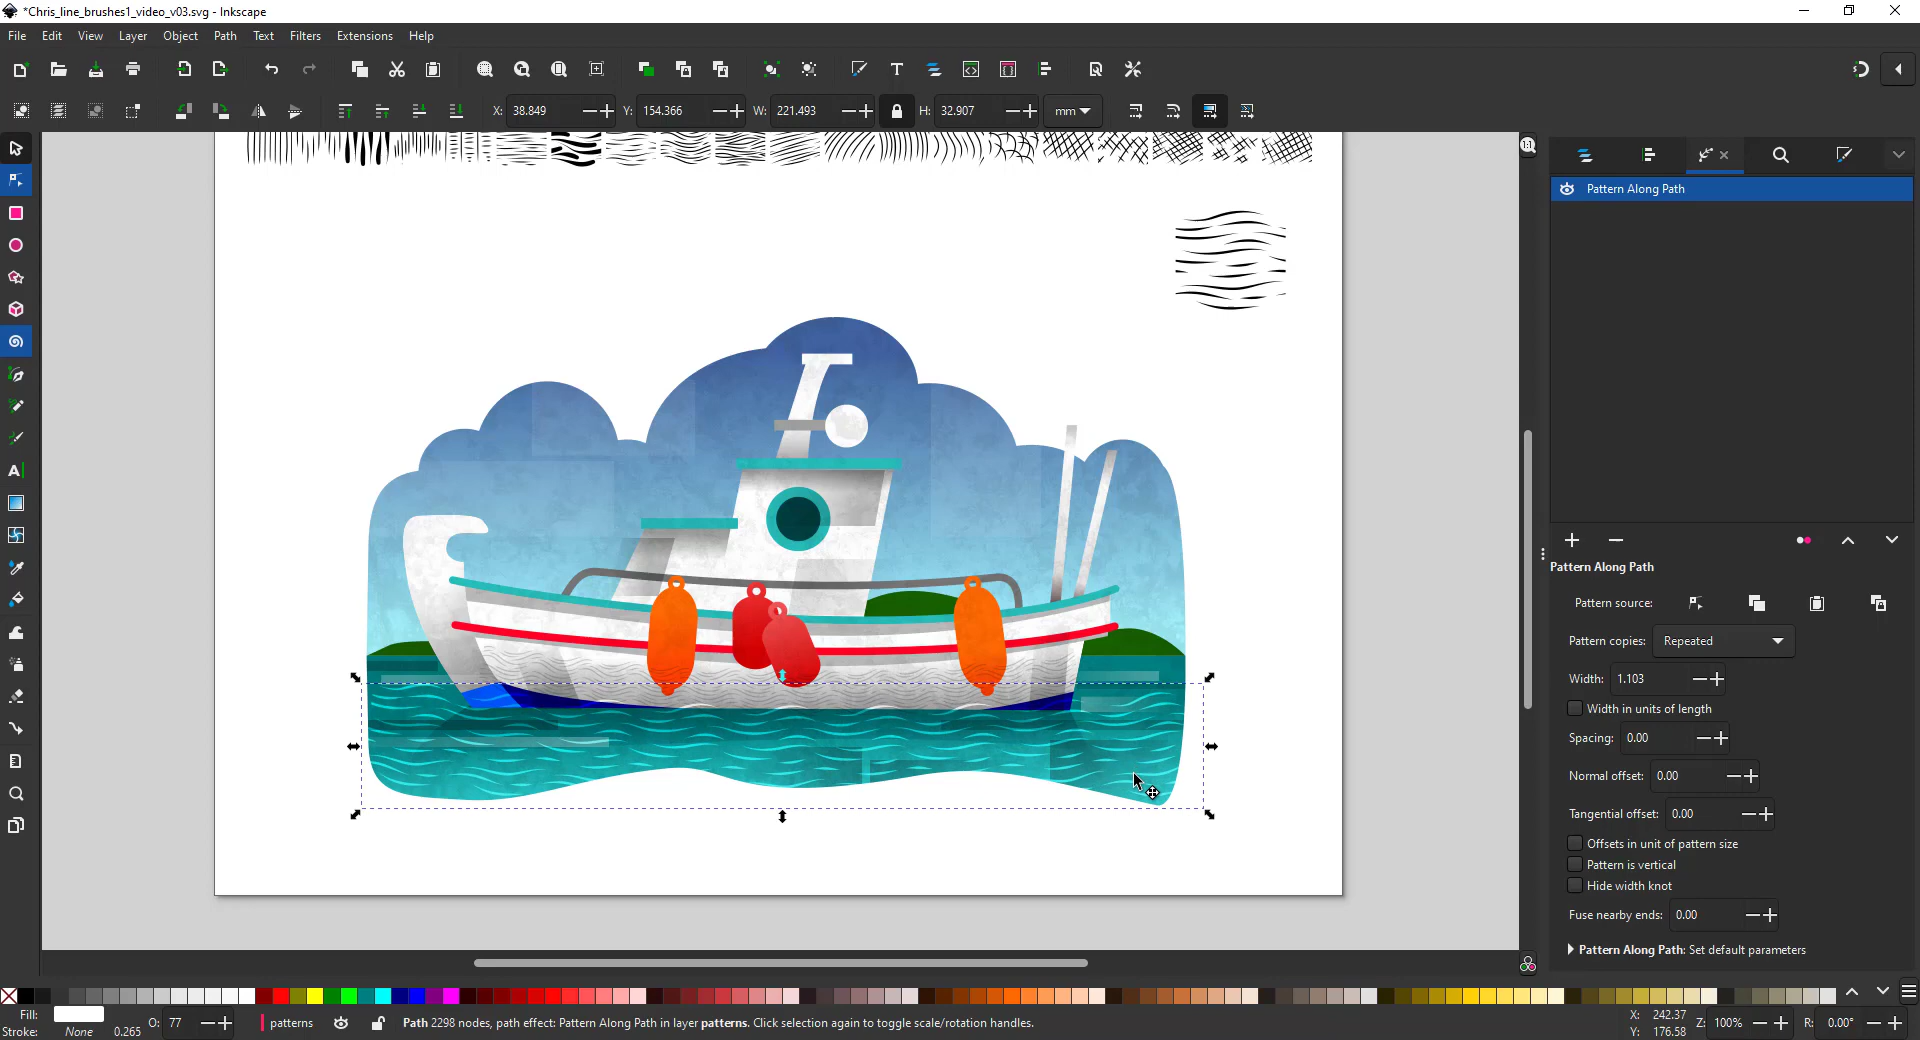 *Chris_line_brushes1_video_v03.svg - Inkscape
File Edit View Layer Object Path Text Filters Extensions Help
X: 38.849 Y: 154.366 W: 221.493 H: 32.907 mm
1:1
Pattern Along Path
Pattern Along Path
Pattern source:
Pattern copies: Repeated
Width: 1.103
Width in units of length
Spacing: 0.00
Normal offset: 0.00
Tangential offset: 0.00
Offsets in unit of pattern size
Pattern is vertical
Hide width knot
Fuse nearby ends: 0.00
Pattern Along Path: Set default parameters
Fill:
Stroke: None 0.265 O: 77 patterns Path 2298 nodes, path effect: Pattern Along Path in layer patterns. Click selection again to toggle scale/rotation handles.
X: 242.37
Y: 176.58
Z: 100% R: 0.00°